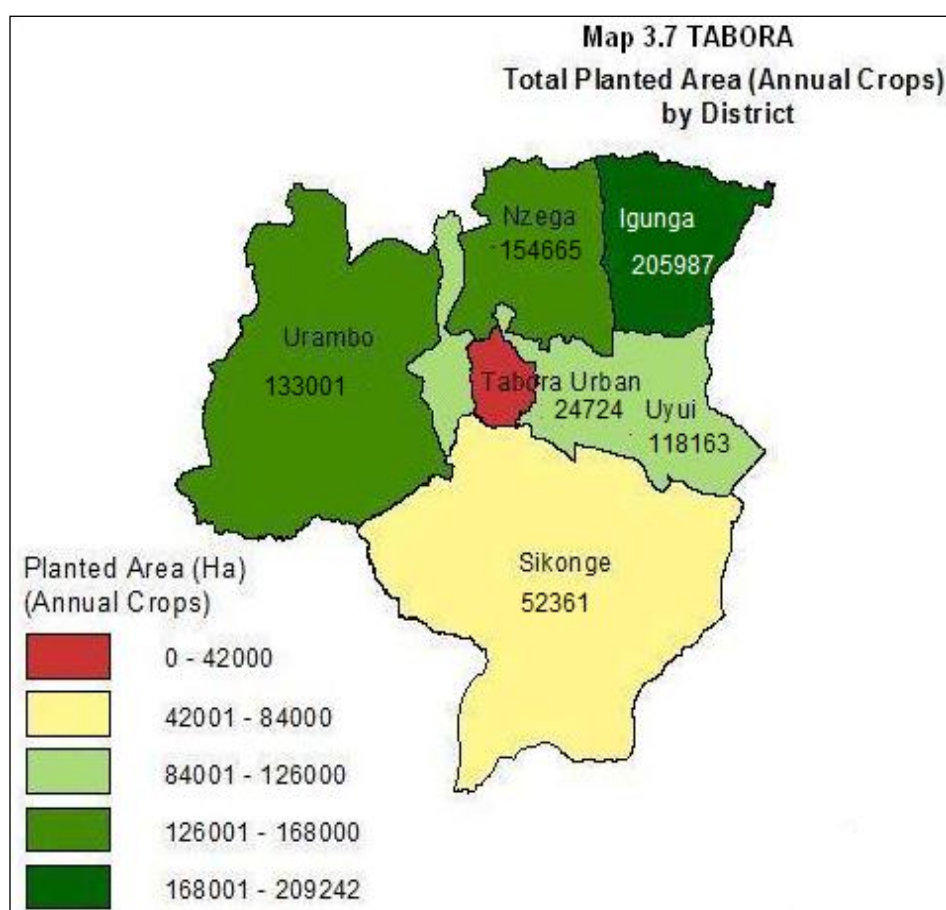 Map 3.7 TABORA
Total Planted Area (Annual Crops)
by District
Nzega
154665
Igunga
205987
Urambo
133001
Tabora Urban
24724
Uyui
118163
Sikonge
52361
Planted Area (Ha)
(Annual Crops)
0 - 42000
42001 - 84000
84001 - 126000
126001 - 168000
168001 - 209242